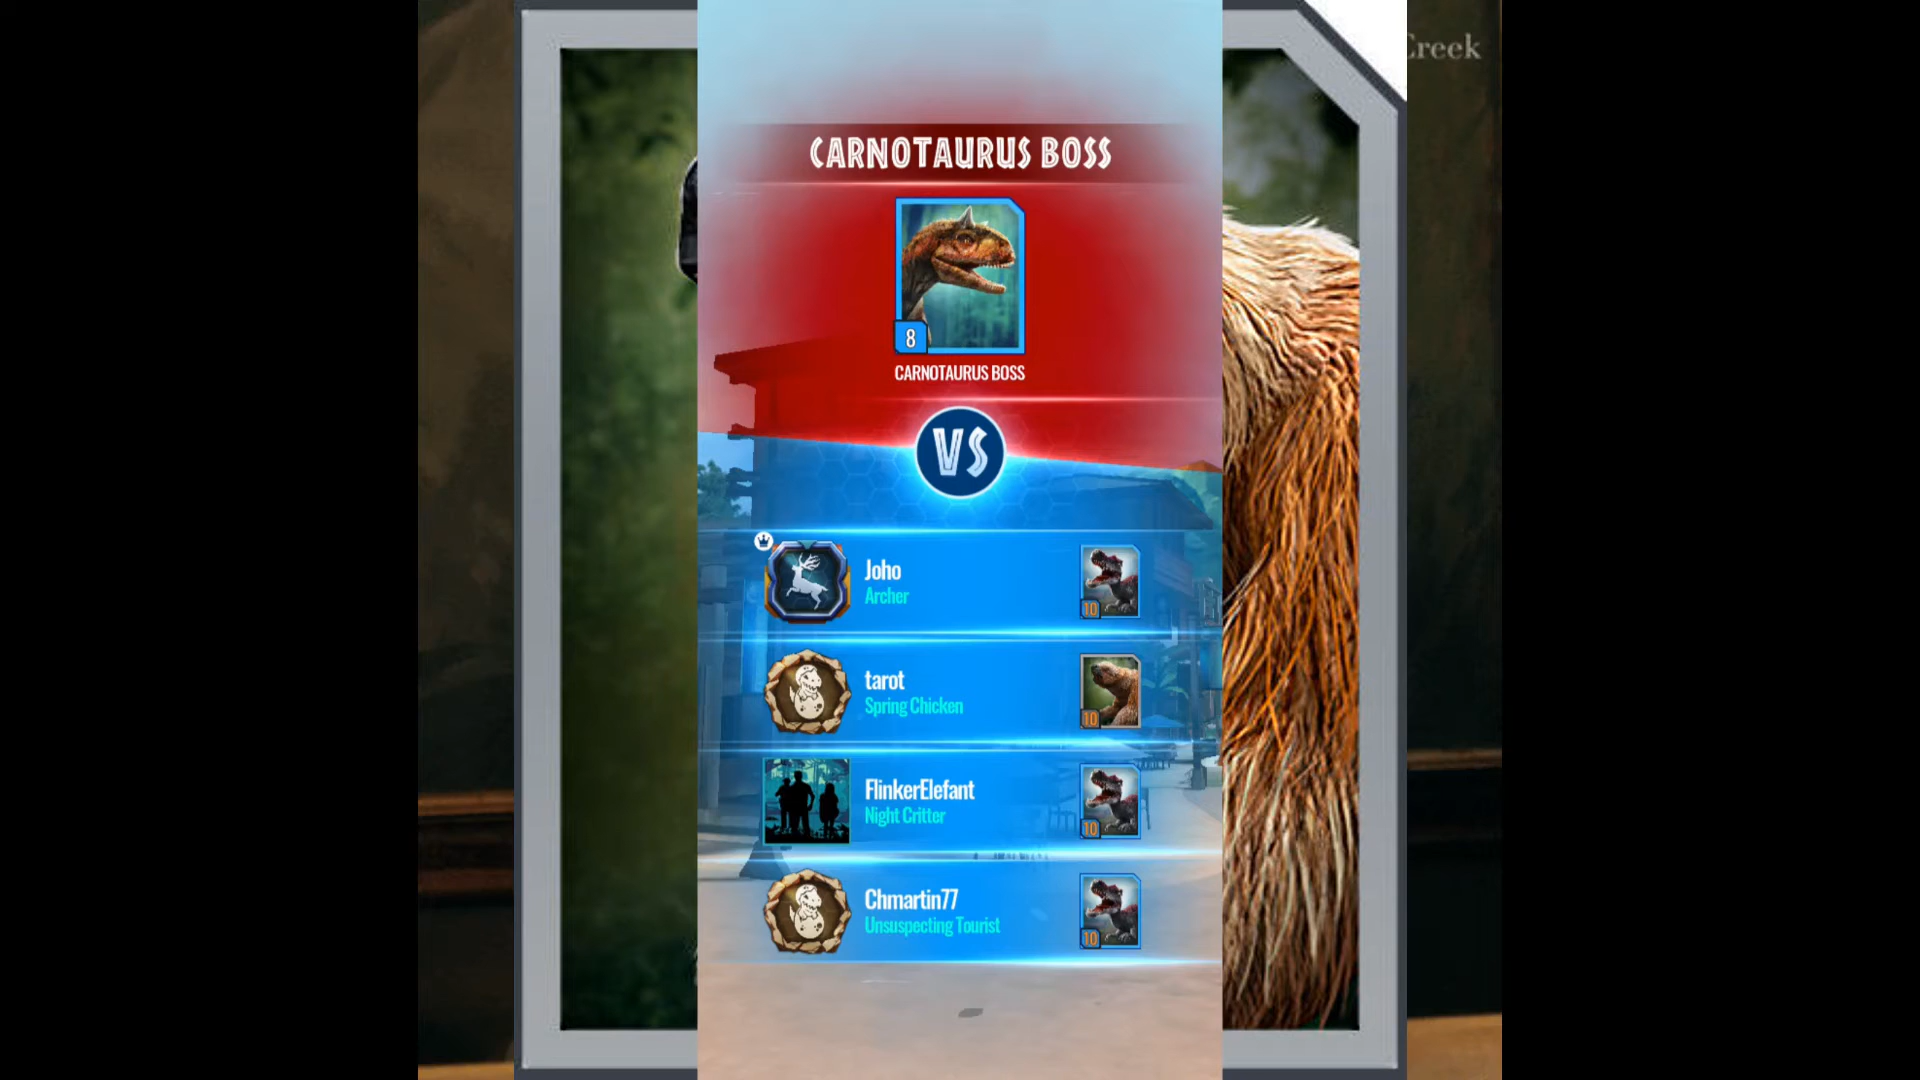 Creek
CARNOTAURUS BOSS
8
CARNOTAURUS BOSS
VS
Joho
Archer
10
tarot
Spring Chicken
10
FlinkerElefant
Night Critter
10
Chmartin77
Unsuspecting Tourist
10